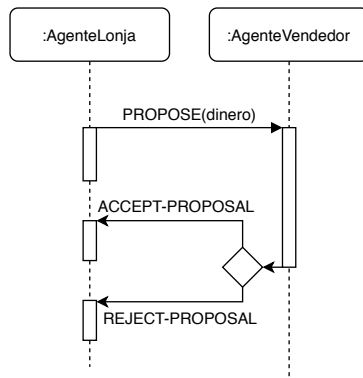 :AgenteLonja
:AgenteVendedor
PROPOSE(dinero)
ACCEPT-PROPOSAL
REJECT-PROPOSAL